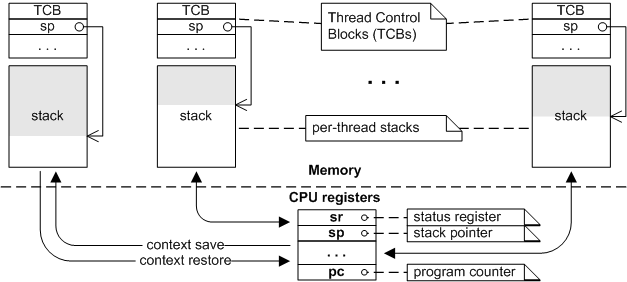 TCB
sp
. . .
stack
TCB
sp
. . .
stack
Thread Control
Blocks (TCBs)
. . .
per-thread stacks
TCB
sp
. . .
stack
Memory
CPU registers
sr
status register
sp
stack pointer
. . .
pc
program counter
context save
context restore